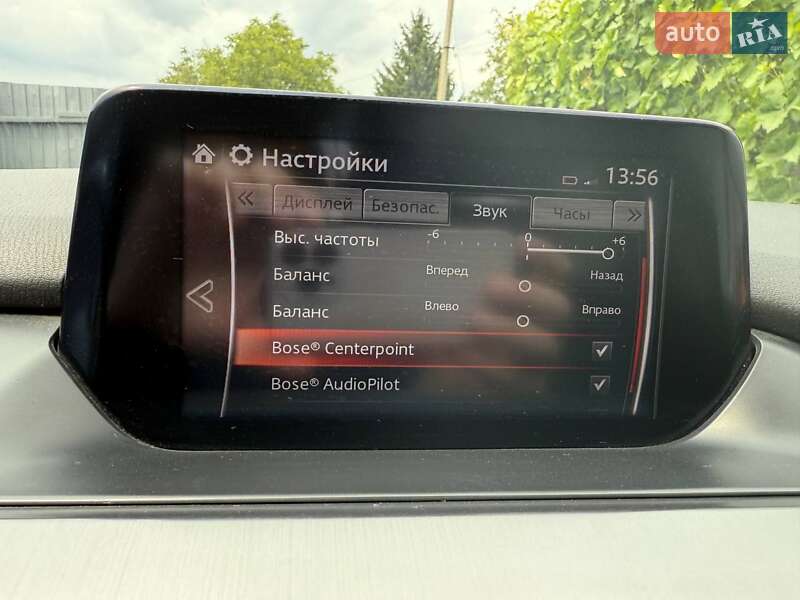 auto RIA
Настройки
13:56
Дисплей Безопас. Звук Часы
Выс. частоты -6 0 +6
Баланс Вперед Назад
Баланс Влево Вправо
Bose® Centerpoint
Bose® AudioPilot